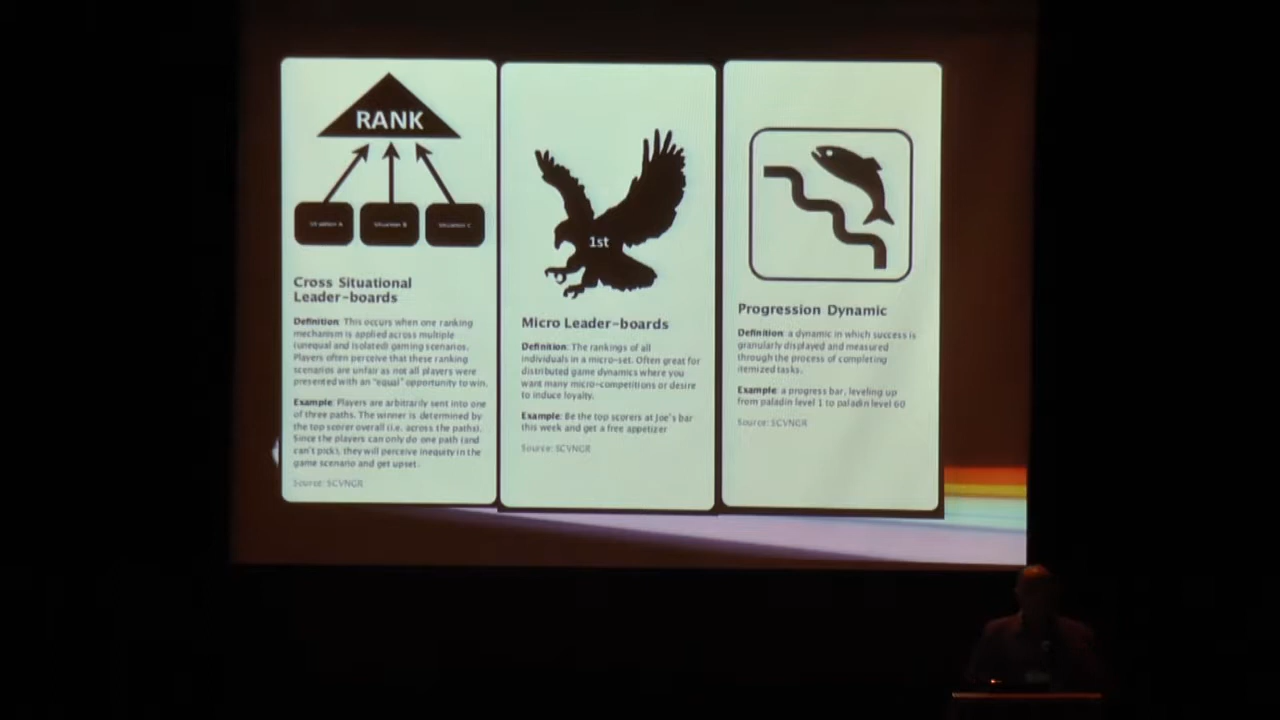 RANK
Situation A Situation B Situation C
Cross Situational
Leader-boards
Definition: This occurs when one ranking
mechanism is applied across multiple
(unequal and isolated) gaming scenarios.
Players often perceive that these ranking
scenarios are unfair as not all players were
presented with an "equal" opportunity to win.
Example: Players are arbitrarily sent into one
of three paths. The winner is determined by
the top scorer overall (i.e. across the paths).
Since the players can only do one path (and
can't pick), they will perceive inequity in the
game scenario and get upset.
Source: SCVNGR
1st
Micro Leader-boards
Definition: The rankings of all
individuals in a micro-set. Often great for
distributed game dynamics where you
want many micro-competitions or desire
to induce loyalty.
Example: Be the top scorers at Joe's bar
this week and get a free appetizer
Source: SCVNGR
Progression Dynamic
Definition: a dynamic in which success is
granularly displayed and measured
through the process of completing
itemized tasks.
Example: a progress bar, leveling up
from paladin level 1 to paladin level 60
Source: SCVNGR